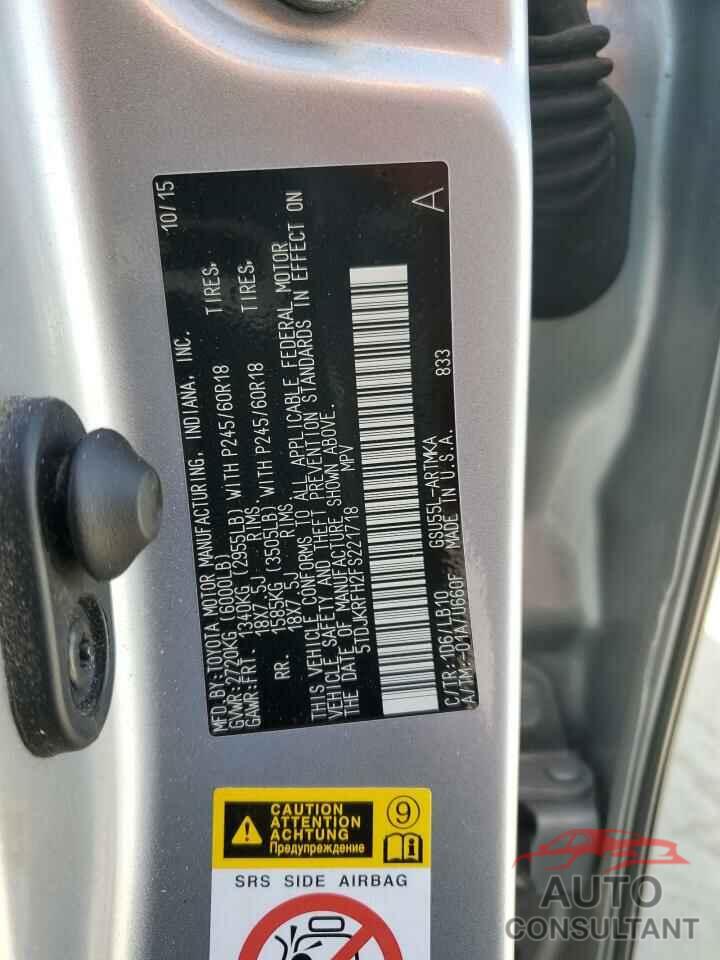 MFD.BY:TOYOTA MOTOR MANUFACTURING, INDIANA, INC. 10/15
GVWR:2720KG (6000LB)
GAWR:FRT. 1340KG (2955LB) WITH P245/60R18 TIRES,
18X7.5J RIMS
RR. 1585KG (3505LB) WITH P245/60R18 TIRES,
18X7.5J RIMS
THIS VEHICLE CONFORMS TO ALL APPLICABLE FEDERAL MOTOR
VEHICLE SAFETY AND THEFT PREVENTION STANDARDS IN EFFECT ON
THE DATE OF MANUFACTURE SHOWN ABOVE.
5TDJKRFH2FS221718 MPV
C/TR:1D6/LB10 GSU55L-ARTMKA 833 A
A/TM:-01A/U660F MADE IN U.S.A.
CAUTION
ATTENTION
ACHTUNG
Предупреждение
9
SRS SIDE AIRBAG
AUTO
CONSULTANT